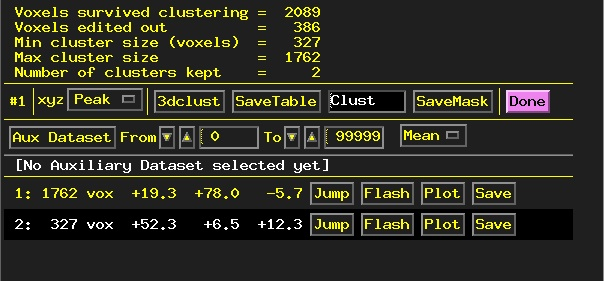 Voxels survived clustering = 2089
Voxels edited out = 386
Min cluster size (voxels) = 327
Max cluster size = 1762
Number of clusters kept = 2
#1 xyz Peak 3dclust SaveTable Clust SaveMask Done
Aux Dataset From 0 To 99999 Mean
[No Auxiliary Dataset selected yet]
1: 1762 vox +19.3 +78.0 -5.7 Jump Flash Plot Save
2: 327 vox +52.3 +6.5 +12.3 Jump Flash Plot Save